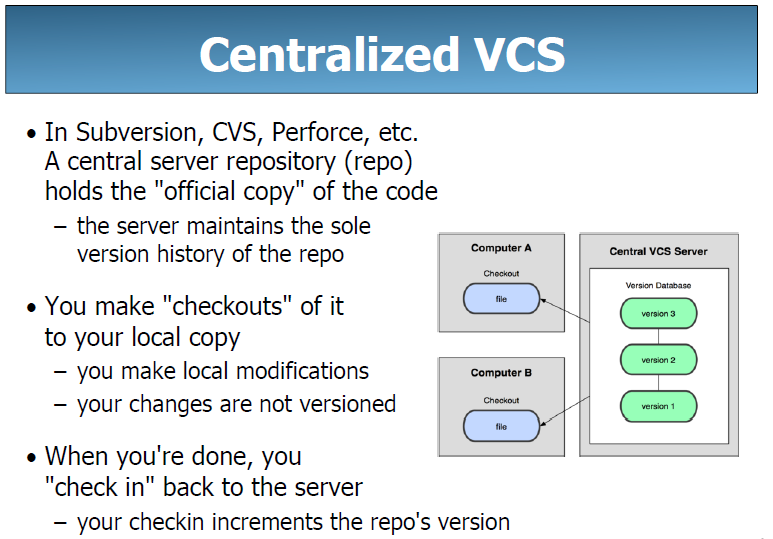 Centralized VCS
• In Subversion, CVS, Perforce, etc.
A central server repository (repo)
holds the "official copy" of the code
– the server maintains the sole
version history of the repo
• You make "checkouts" of it
to your local copy
– you make local modifications
– your changes are not versioned
• When you're done, you
"check in" back to the server
– your checkin increments the repo's version
Computer A
Checkout
file
Computer B
Checkout
file
Central VCS Server
Version Database
version 3
version 2
version 1